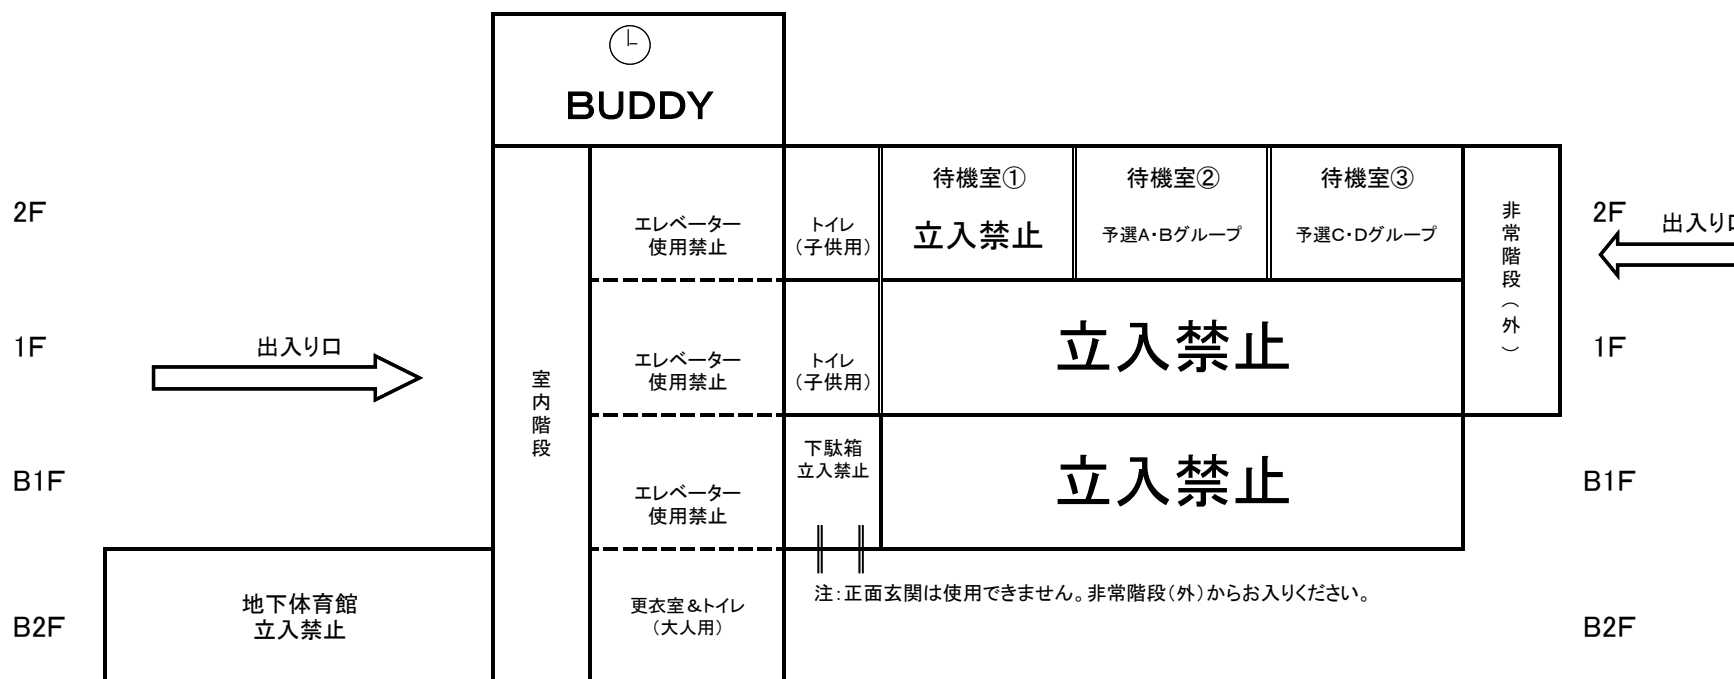 BUDDY
2F
エレベーター
使用禁止
トイレ
(子供用)
待機室①
立入禁止
待機室②
予選A・Bグループ
待機室③
予選C・Dグループ
非常階段(外)
2F
出入り口
1F
出入り口
室内階段
エレベーター
使用禁止
トイレ
(子供用)
立入禁止
1F
B1F
エレベーター
使用禁止
下駄箱
立入禁止
立入禁止
B1F
注:正面玄関は使用できません。非常階段(外)からお入りください。
B2F
地下体育館
立入禁止
更衣室&トイレ
(大人用)
B2F